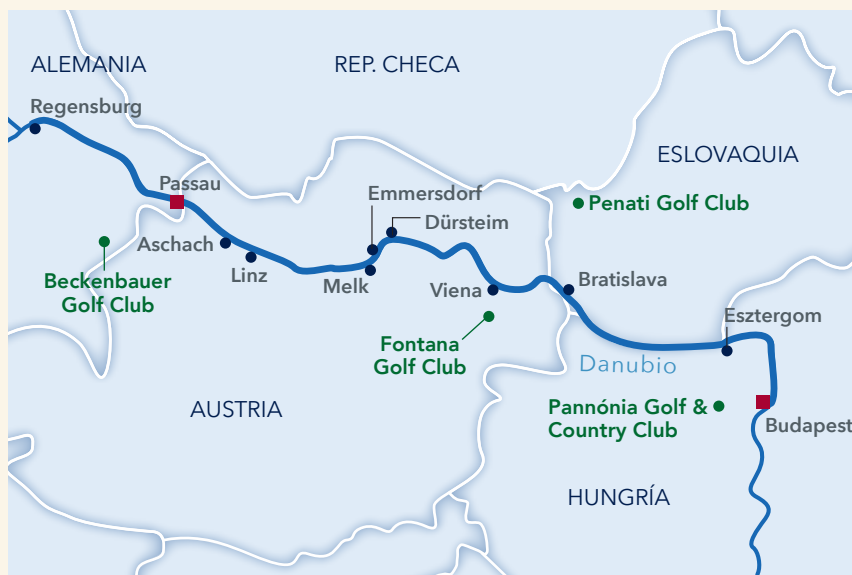 ALEMANIA
REP. CHECA
Regensburg
ESLOVAQUIA
Passau
Emmersdorf
Penati Golf Club
Dürsteim
Aschach
Linz
Beckenbauer
Golf Club
Melk
Viena
Bratislava
Esztergom
Fontana
Golf Club
Danubio
AUSTRIA
Pannónia Golf &
Country Club
Budapest
HUNGRÍA